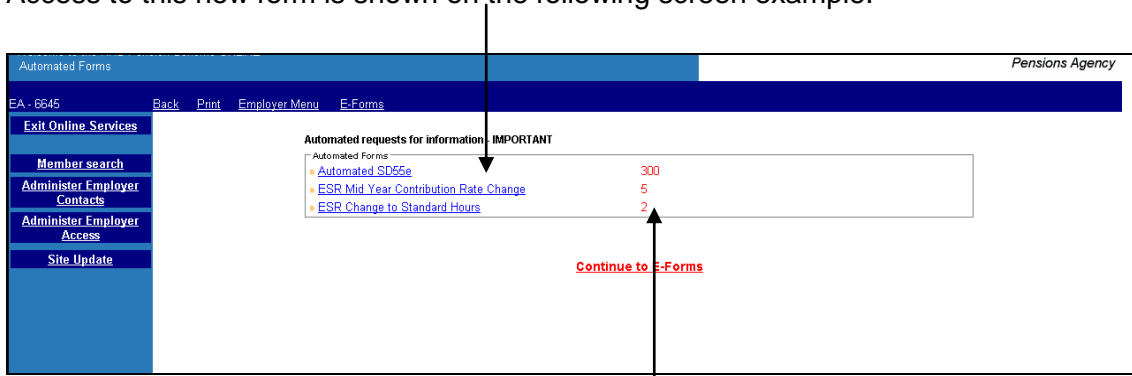 Access to this new form is shown on the following screen example:
Automated Forms
Pensions Agency
EA - 6645 Back Print Employer Menu E-Forms
Exit Online Services
Member search
Administer Employer
Contacts
Administer Employer
Access
Site Update
Automated requests for information - IMPORTANT
Automated Forms
» Automated SD55e 300
» ESR Mid Year Contribution Rate Change 5
» ESR Change to Standard Hours 2
Continue to E-Forms